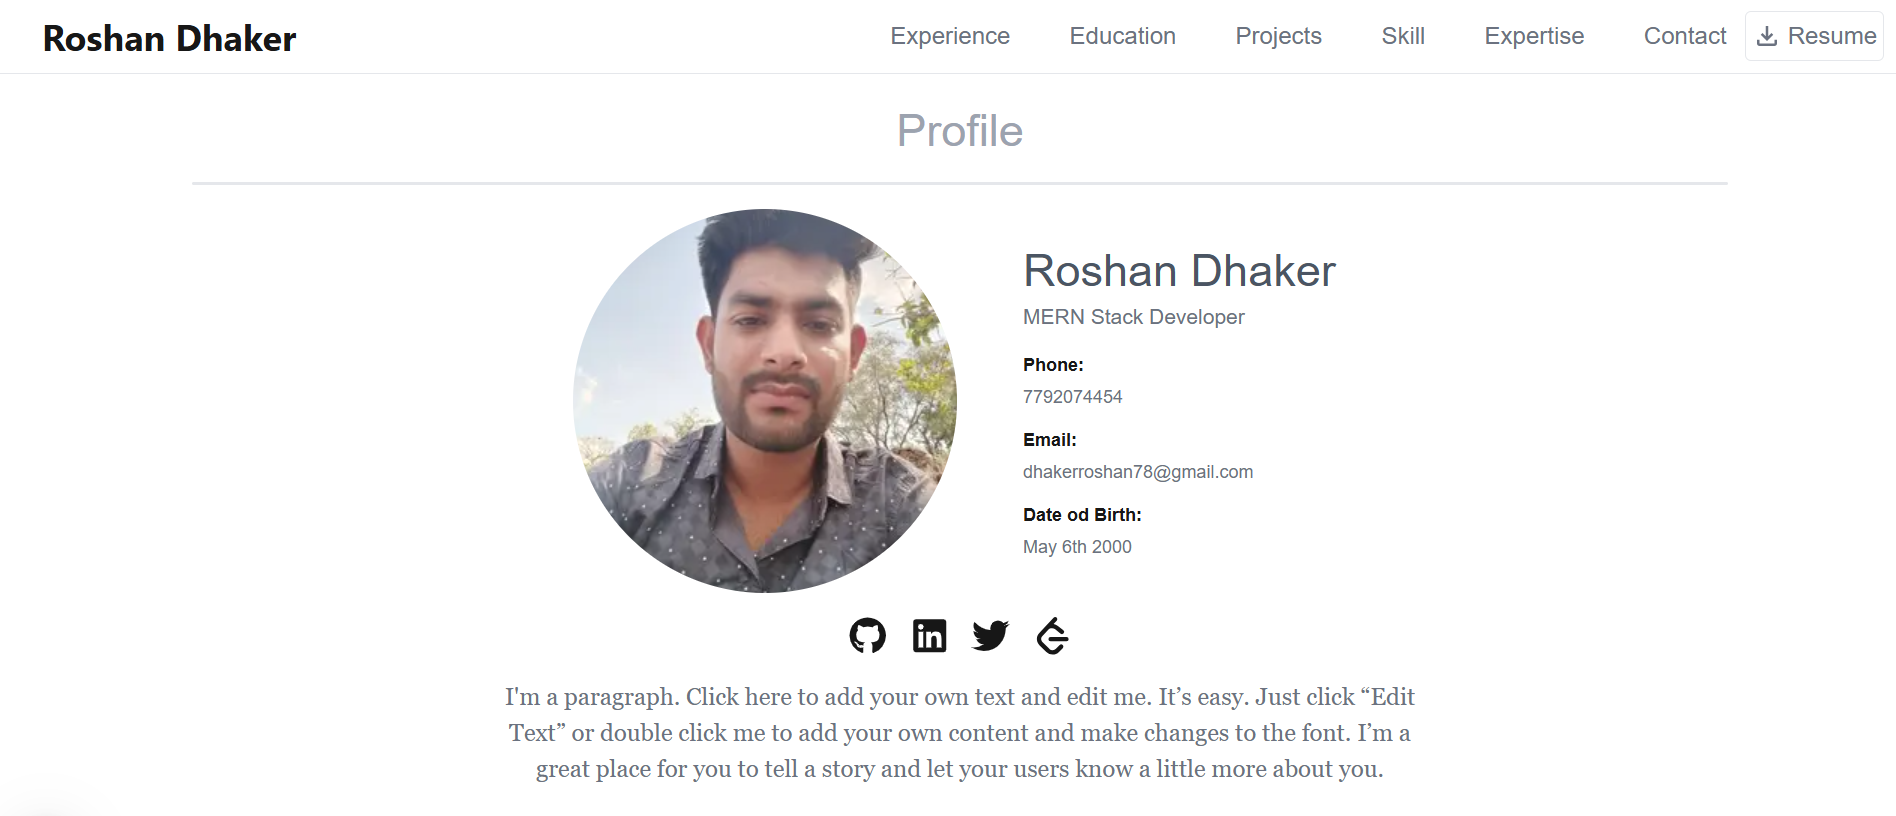 Roshan Dhaker
Experience Education Projects Skill Expertise Contact Resume
Profile
Roshan Dhaker
MERN Stack Developer
Phone:
7792074454
Email:
dhakerroshan78@gmail.com
Date od Birth:
May 6th 2000
in
I'm a paragraph. Click here to add your own text and edit me. It’s easy. Just click “Edit
Text” or double click me to add your own content and make changes to the font. I’m a
great place for you to tell a story and let your users know a little more about you.